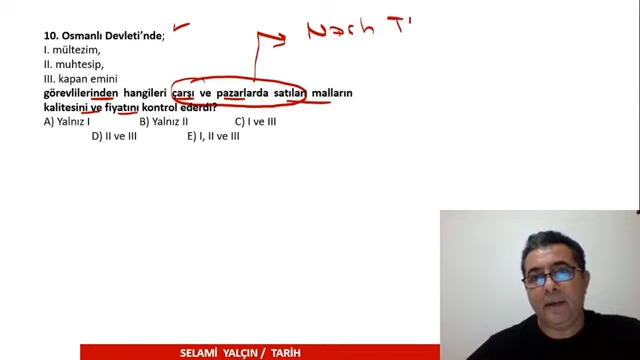 10. Osmanlı Devleti’nde;
I. mültezim,
II. muhtesip,
III. kapan emini
görevlilerinden hangileri çarşı ve pazarlarda satılan malların
kalitesini ve fiyatını kontrol ederdi?
A) Yalnız I B) Yalnız II C) I ve III
D) II ve III E) I, II ve III
SELAMİ YALÇIN / TARİH